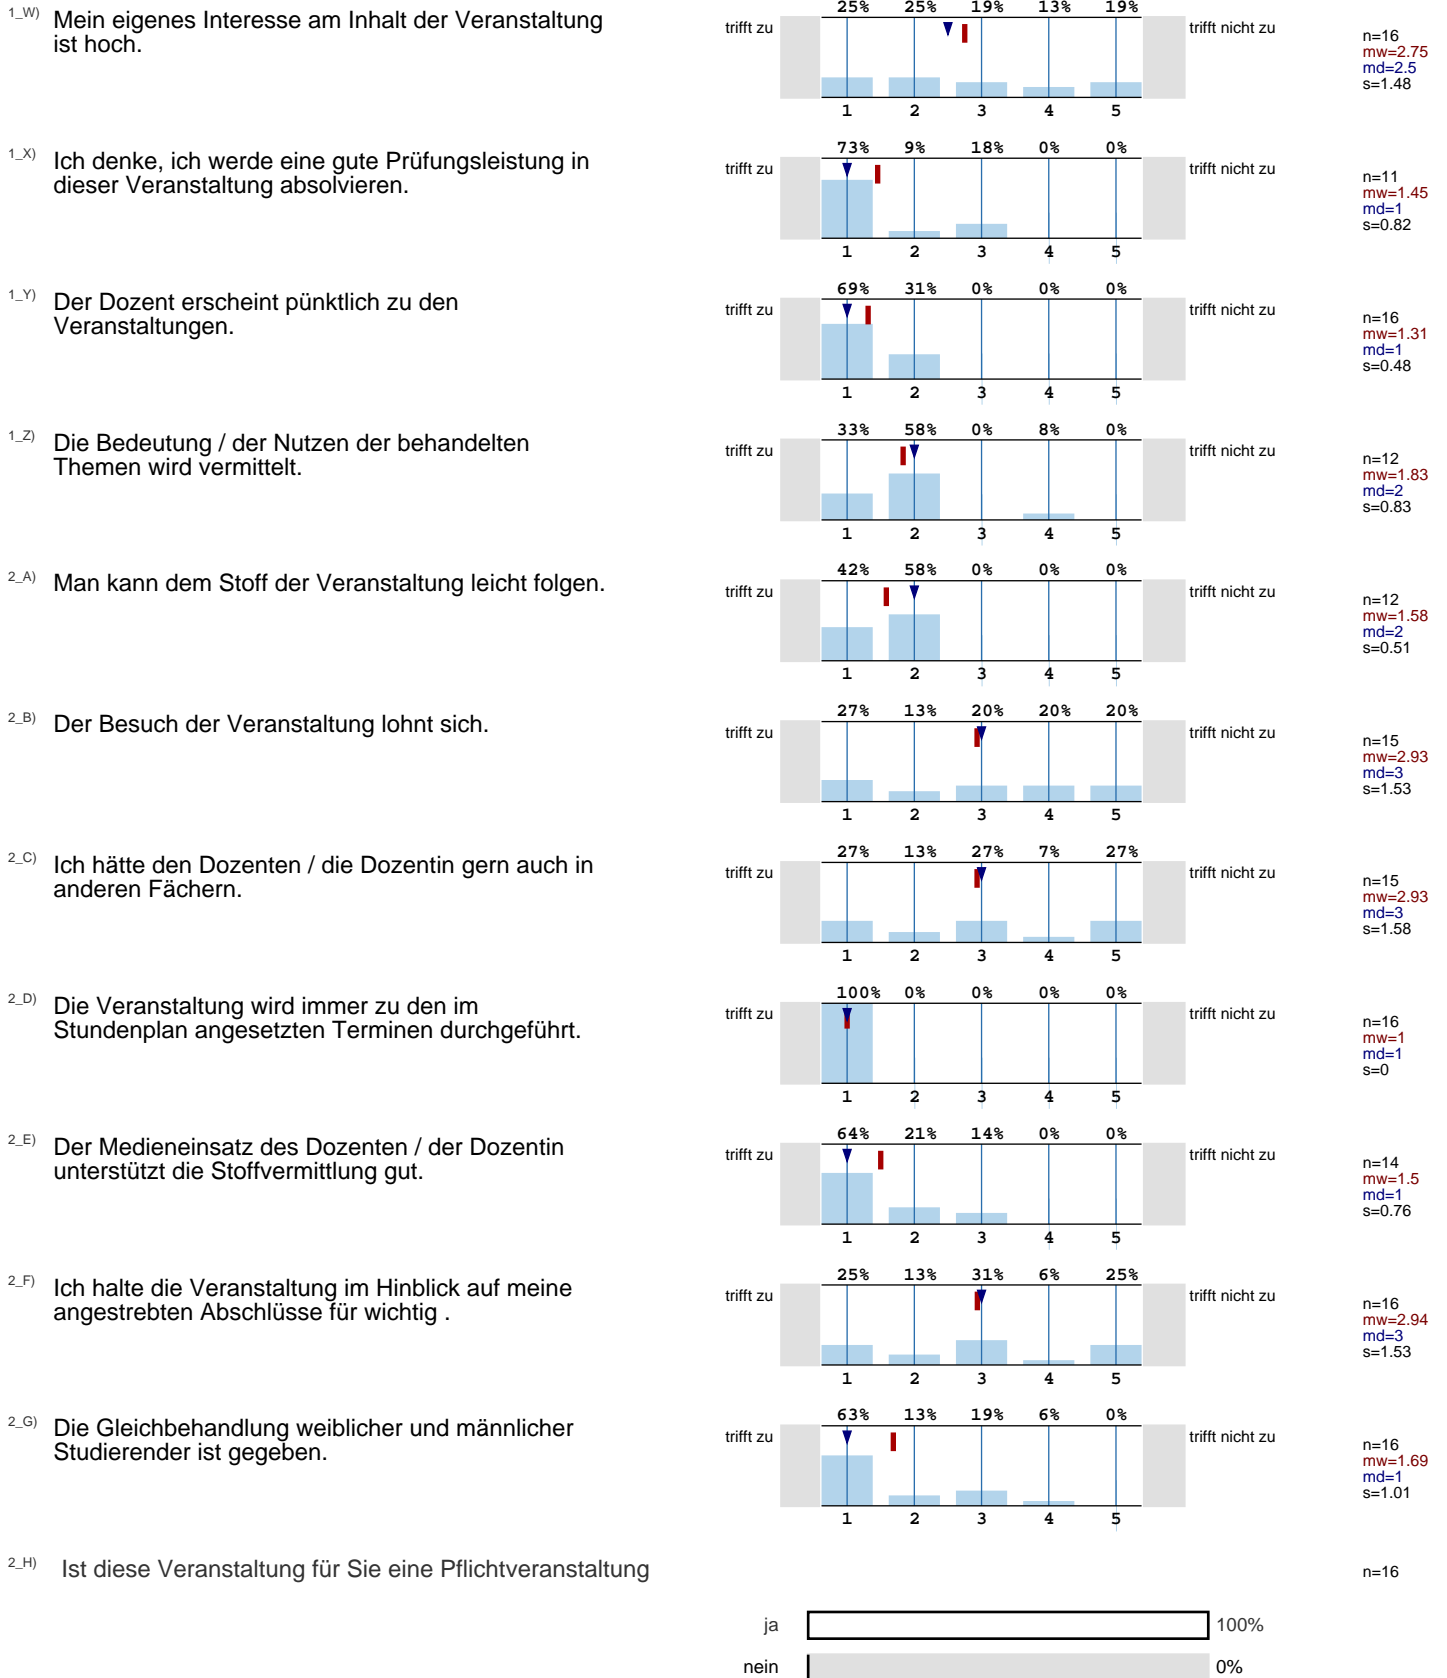 1_W) Mein eigenes Interesse am Inhalt der Veranstaltung
ist hoch.
25% 25% 19% 13% 19%
trifft zu trifft nicht zu
1 2 3 4 5
n=16
mw=2.75
md=2.5
s=1.48
1_X) Ich denke, ich werde eine gute Prüfungsleistung in
dieser Veranstaltung absolvieren.
73% 9% 18% 0% 0%
trifft zu trifft nicht zu
1 2 3 4 5
n=11
mw=1.45
md=1
s=0.82
1_Y) Der Dozent erscheint pünktlich zu den
Veranstaltungen.
69% 31% 0% 0% 0%
trifft zu trifft nicht zu
1 2 3 4 5
n=16
mw=1.31
md=1
s=0.48
1_Z) Die Bedeutung / der Nutzen der behandelten
Themen wird vermittelt.
33% 58% 0% 8% 0%
trifft zu trifft nicht zu
1 2 3 4 5
n=12
mw=1.83
md=2
s=0.83
2_A) Man kann dem Stoff der Veranstaltung leicht folgen.
42% 58% 0% 0% 0%
trifft zu trifft nicht zu
1 2 3 4 5
n=12
mw=1.58
md=2
s=0.51
2_B) Der Besuch der Veranstaltung lohnt sich.
27% 13% 20% 20% 20%
trifft zu trifft nicht zu
1 2 3 4 5
n=15
mw=2.93
md=3
s=1.53
2_C) Ich hätte den Dozenten / die Dozentin gern auch in
anderen Fächern.
27% 13% 27% 7% 27%
trifft zu trifft nicht zu
1 2 3 4 5
n=15
mw=2.93
md=3
s=1.58
2_D) Die Veranstaltung wird immer zu den im
Stundenplan angesetzten Terminen durchgeführt.
100% 0% 0% 0% 0%
trifft zu trifft nicht zu
1 2 3 4 5
n=16
mw=1
md=1
s=0
2_E) Der Medieneinsatz des Dozenten / der Dozentin
unterstützt die Stoffvermittlung gut.
64% 21% 14% 0% 0%
trifft zu trifft nicht zu
1 2 3 4 5
n=14
mw=1.5
md=1
s=0.76
2_F) Ich halte die Veranstaltung im Hinblick auf meine
angestrebten Abschlüsse für wichtig .
25% 13% 31% 6% 25%
trifft zu trifft nicht zu
1 2 3 4 5
n=16
mw=2.94
md=3
s=1.53
2_G) Die Gleichbehandlung weiblicher und männlicher
Studierender ist gegeben.
63% 13% 19% 6% 0%
trifft zu trifft nicht zu
1 2 3 4 5
n=16
mw=1.69
md=1
s=1.01
2_H) Ist diese Veranstaltung für Sie eine Pflichtveranstaltung
n=16
ja 100%
nein 0%